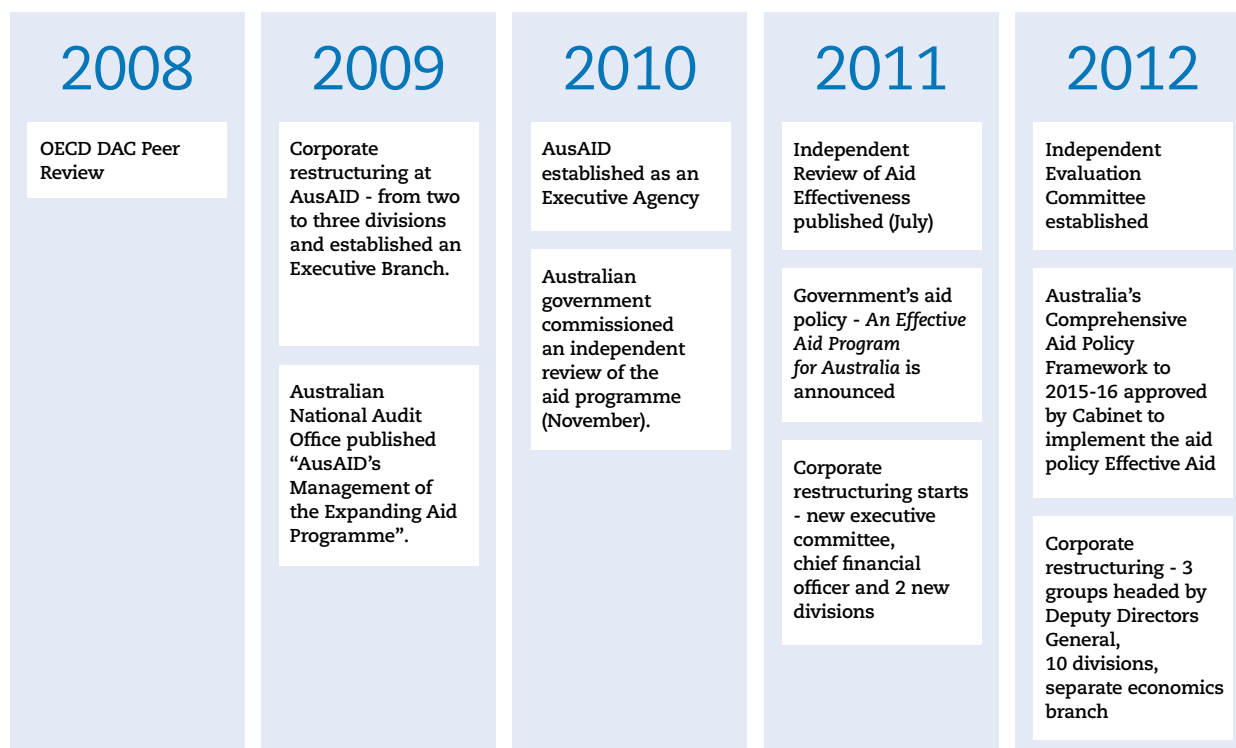 2008
OECD DAC Peer
Review
2009
Corporate
restructuring at
AusAID - from two
to three divisions
and established an
Executive Branch.
Australian
National Audit
Office published
“AusAID’s
Management of
the Expanding Aid
Programme”.
2010
AusAID
established as an
Executive Agency
Australian
government
commissioned
an independent
review of the
aid programme
(November).
2011
Independent
Review of Aid
Effectiveness
published (July)
Government’s aid
policy - An Effective
Aid Program
for Australia is
announced
Corporate
restructuring starts
- new executive
committee,
chief financial
officer and 2 new
divisions
2012
Independent
Evaluation
Committee
established
Australia’s
Comprehensive
Aid Policy
Framework to
2015-16 approved
by Cabinet to
implement the aid
policy Effective Aid
Corporate
restructuring - 3
groups headed by
Deputy Directors
General,
10 divisions,
separate economics
branch